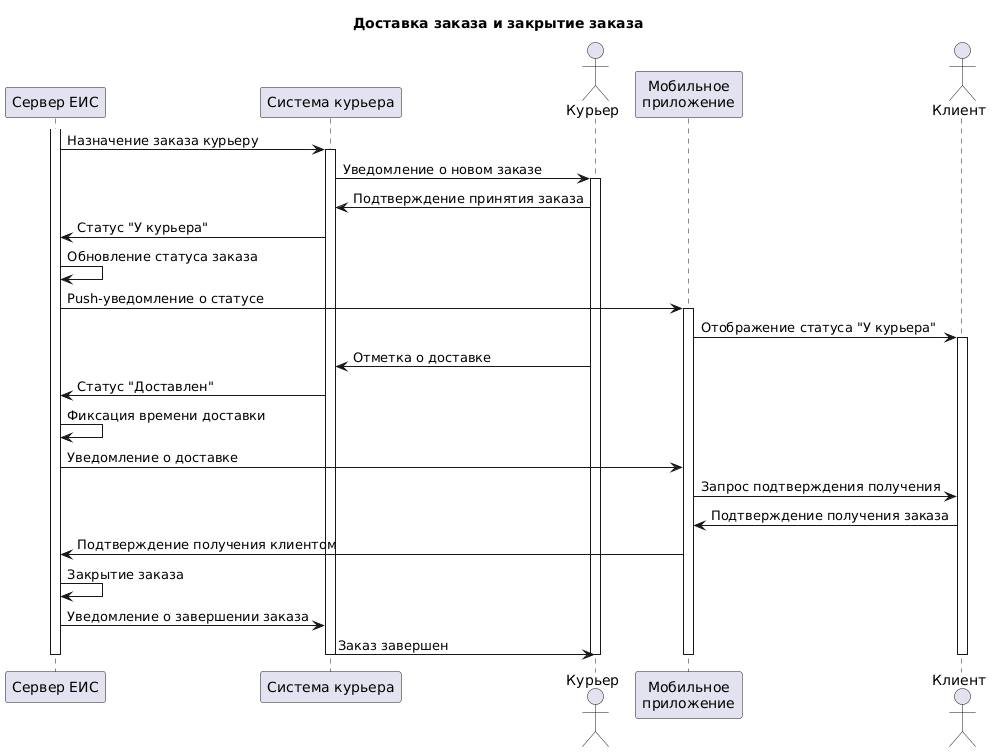 Доставка заказа и закрытие заказа
Сервер ЕИС
Система курьера
Курьер
Мобильное
приложение
Клиент
Назначение заказа курьеру
Уведомление о новом заказе
Подтверждение принятия заказа
Статус "У курьера"
Обновление статуса заказа
Push-уведомление о статусе
Отображение статуса "У курьера"
Отметка о доставке
Статус "Доставлен"
Фиксация времени доставки
Уведомление о доставке
Запрос подтверждения получения
Подтверждение получения заказа
Подтверждение получения клиентом
Закрытие заказа
Уведомление о завершении заказа
Заказ завершен
Сервер ЕИС
Система курьера
Курьер
Мобильное
приложение
Клиент